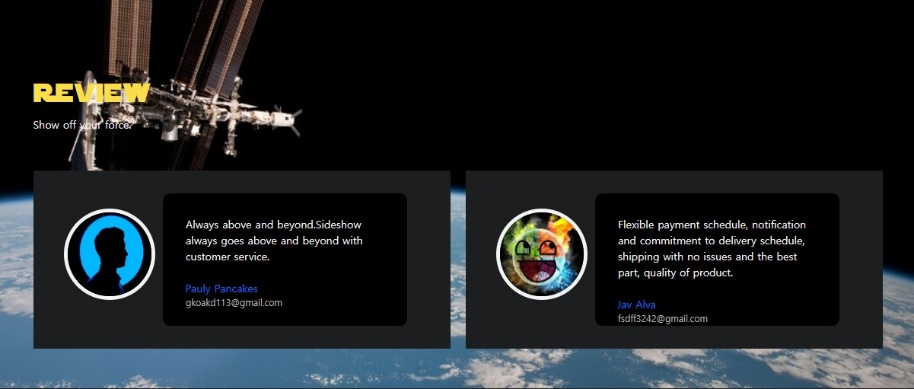 REVIEW
Show off your force.
Always above and beyond.Sideshow
always goes above and beyond with
customer service.
Pauly Pancakes
gkoakd113@gmail.com
Flexible payment schedule, notification
and commitment to delivery schedule,
shipping with no issues and the best
part, quality of product.
Jav Alva
fsdff3242@gmail.com